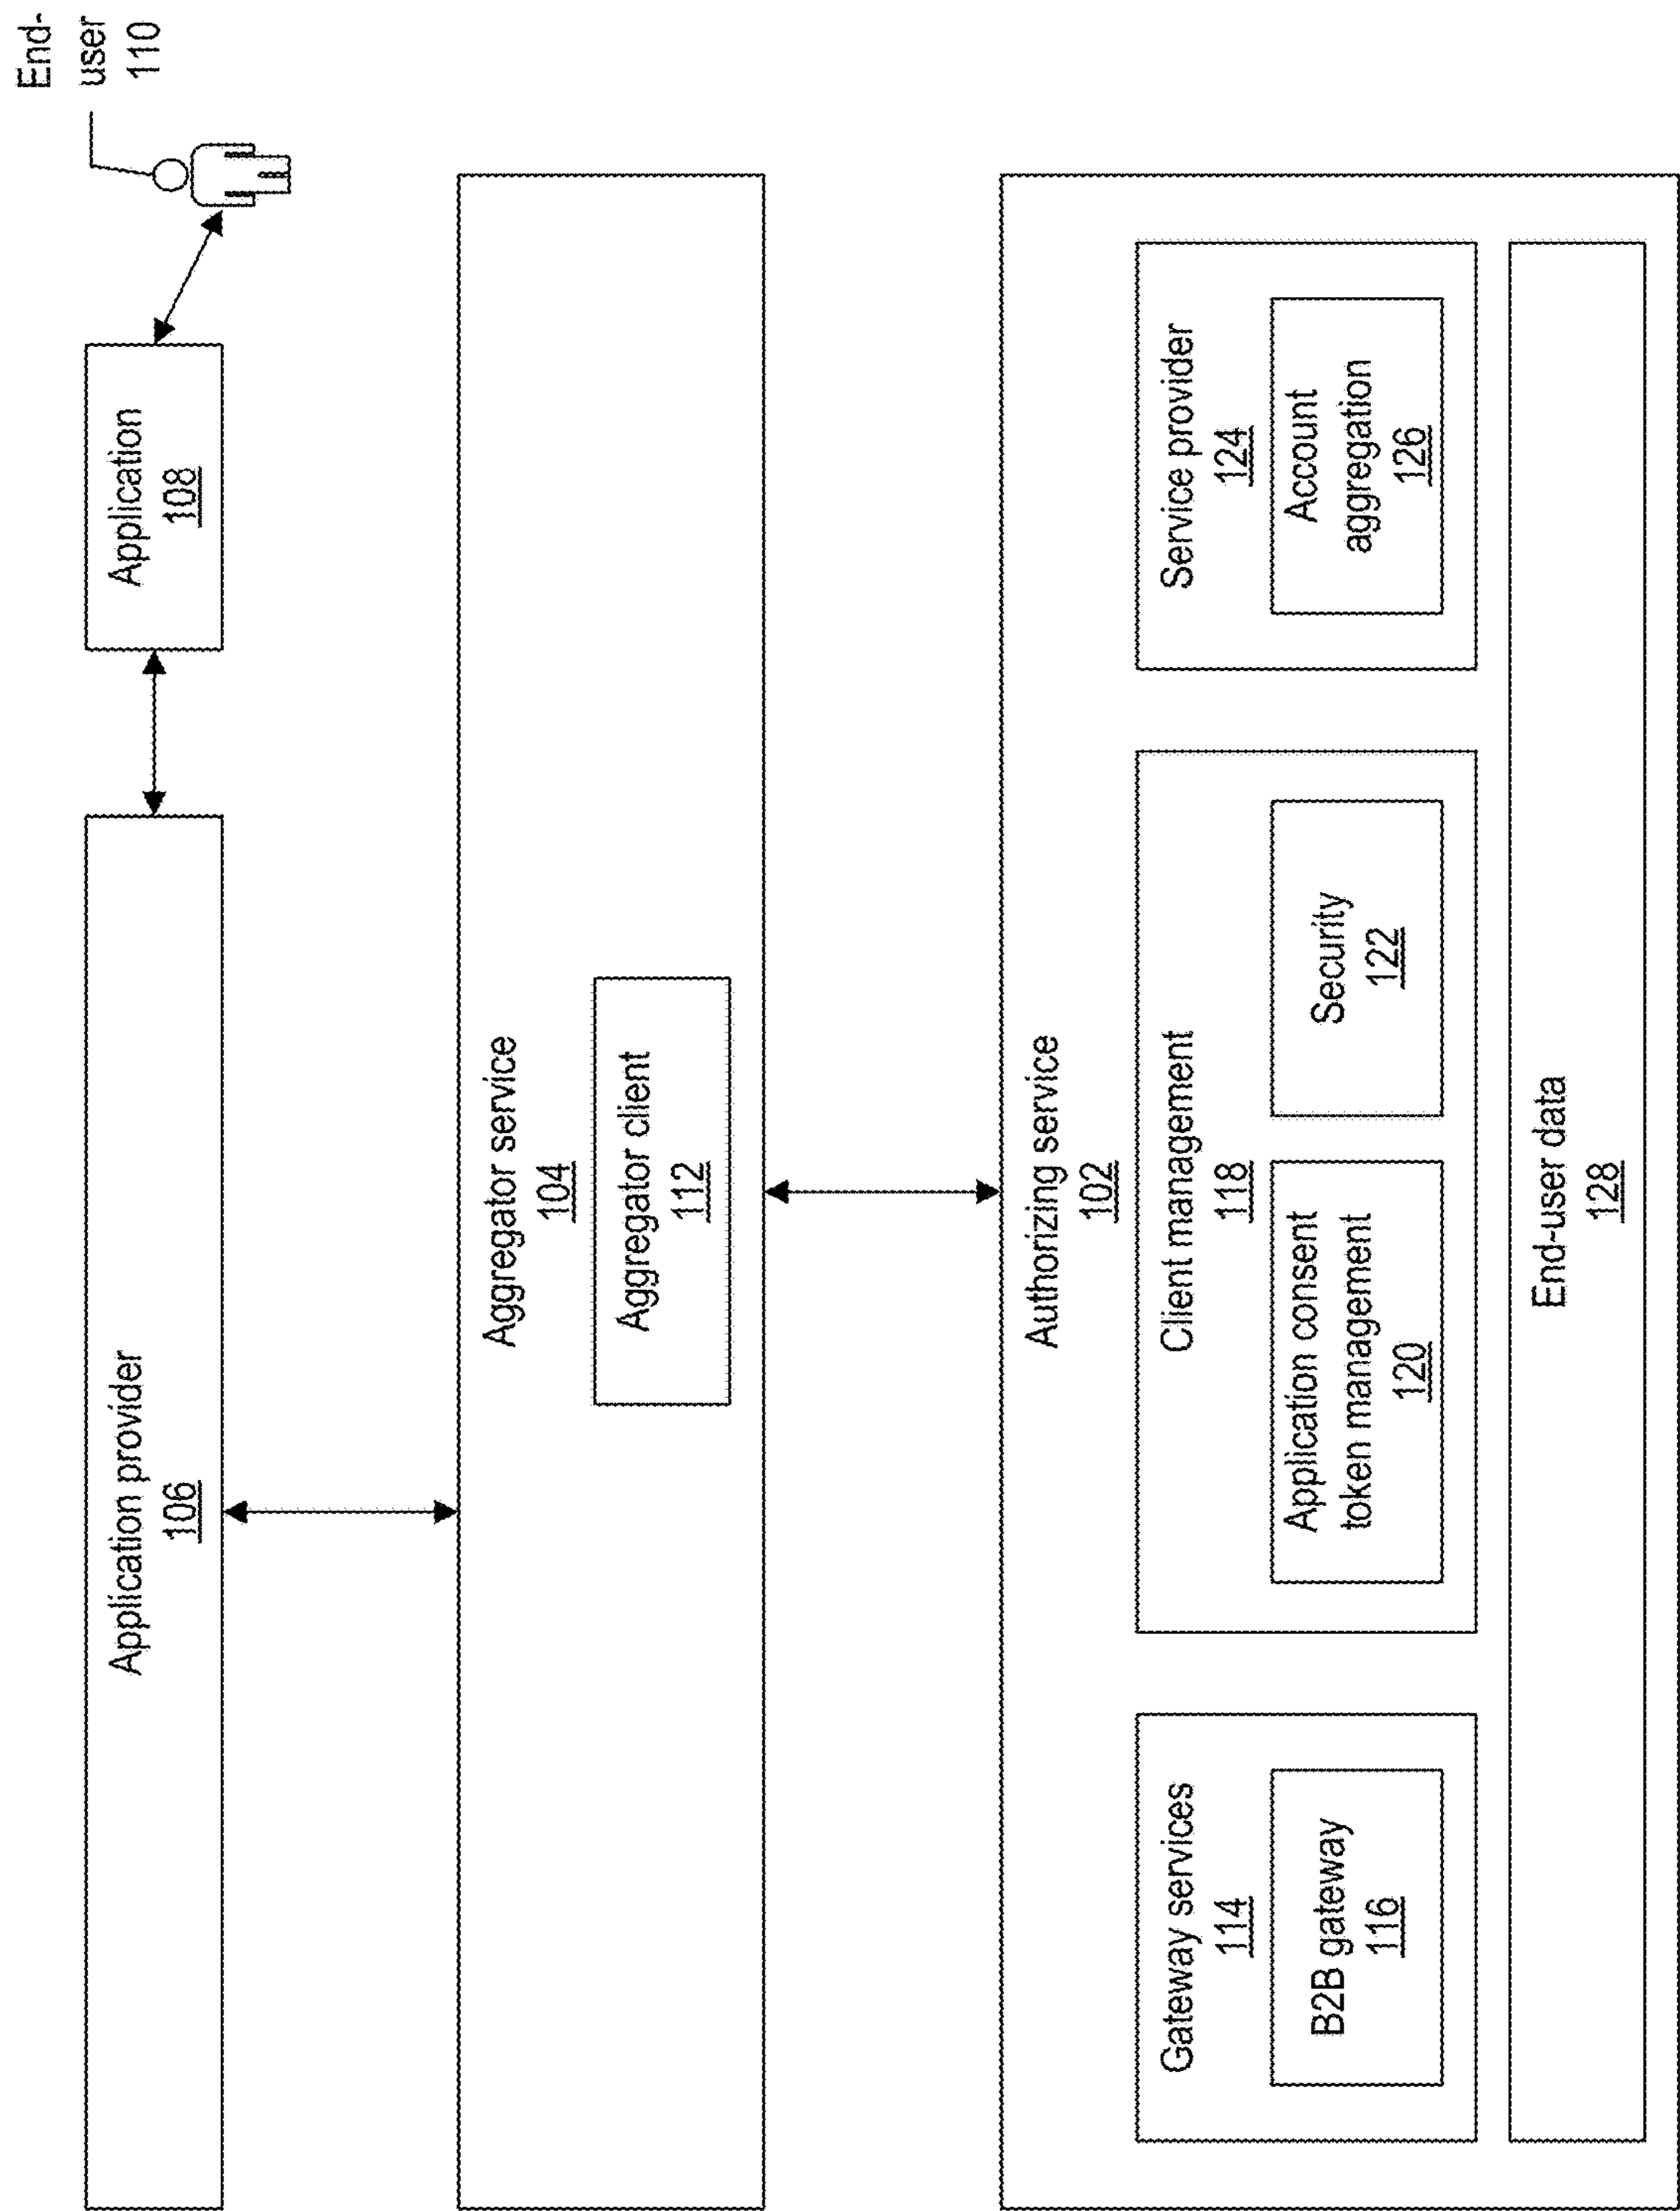 Application provider
106
Application
108
End-
user
110
Aggregator service
104
Aggregator client
112
Authorizing service
102
Gateway services
114
B2B gateway
116
Client management
118
Application consent
token management
120
Security
122
Service provider
124
Account
aggregation
126
End-user data
128